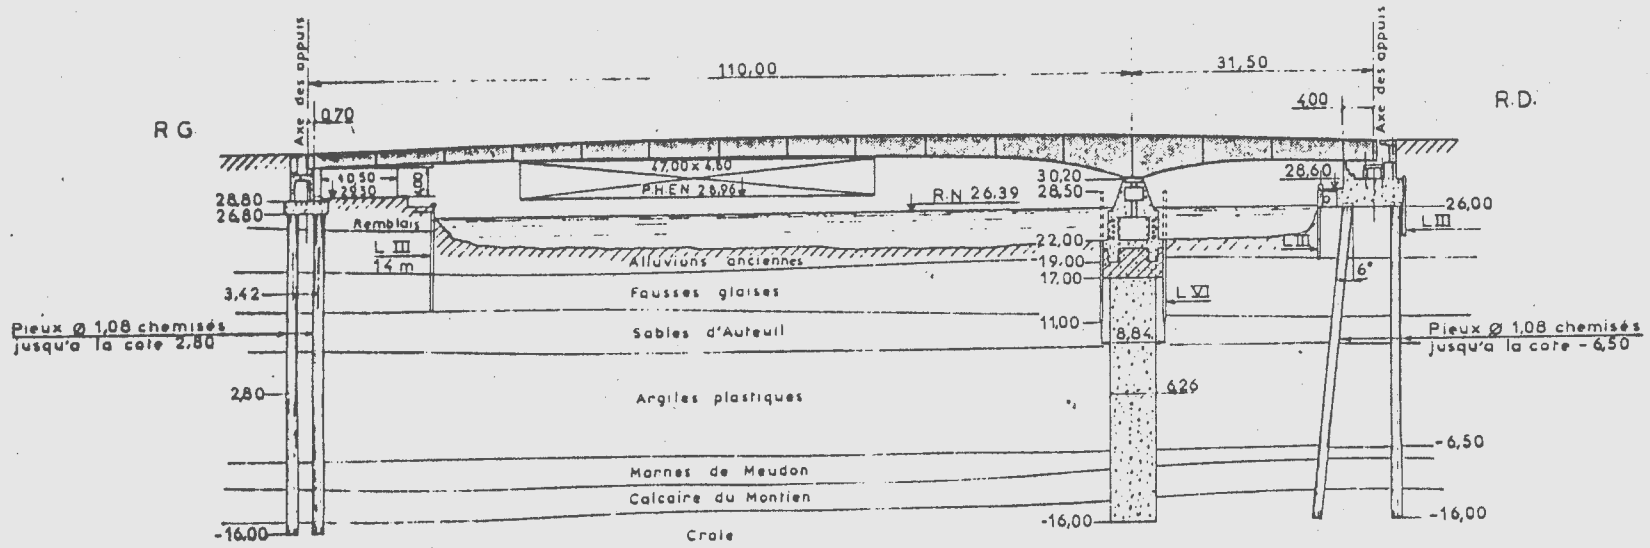 Axe des appuis
110,00
31,50
Axe des appuis
4,00
R.D.
R G
0,70
47,00 x 4,60
10,50
29,50
4,00
P.H.E.N 28,96
30,20
28,50
28,60
R.N 26.39
28,80
26,80
26,00
Remblais
L III
L III
14 m
L III
22,00
19,00
17,00
Alluvions anciennes
6°
3,42
Fausses glaises
L VI
11,00
8,84
Pieux Ø 1,08 chemisés
jusqu'a la cote 2,80
Sables d'Auteuil
Pieux Ø 1,08 chemisés
jusqu'a la cote - 6,50
2,80
Argiles plastiques
6,26
-6,50
Marnes de Meudon
Calcaire du Montien
-16,00
-16,00
-16,00
Craie